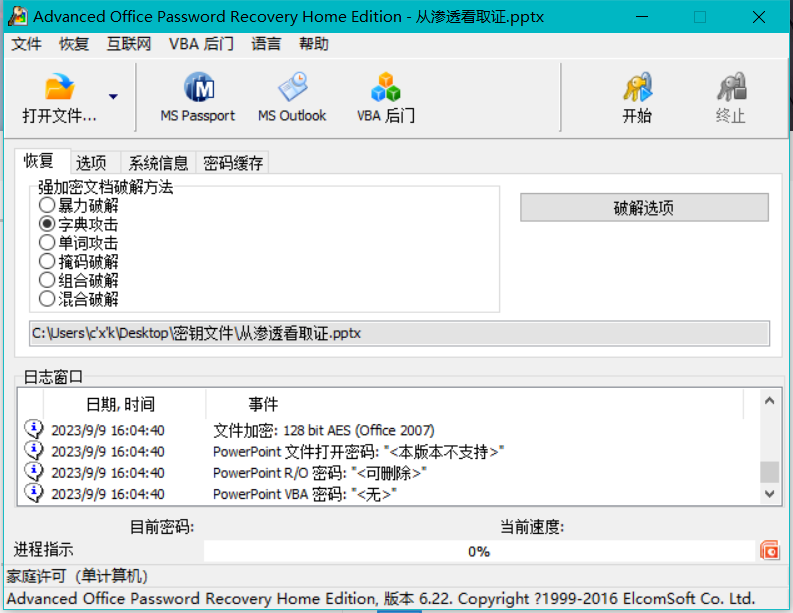 Advanced Office Password Recovery Home Edition - 从渗透看取证.pptx
文件 恢复 互联网 VBA 后门 语言 帮助
打开文件... MS Passport MS Outlook VBA 后门 开始 终止
恢复 选项 系统信息 密码缓存
强加密文档破解方法
暴力破解
破解选项
字典攻击
单词攻击
掩码破解
组合破解
混合破解
C:\Users\c'x'k\Desktop\密钥文件\从渗透看取证.pptx
日志窗口
日期, 时间 事件
2023/9/9 16:04:40 文件加密: 128 bit AES (Office 2007)
2023/9/9 16:04:40 PowerPoint 文件打开密码: "<本版本不支持>"
2023/9/9 16:04:40 PowerPoint R/O 密码: "<可删除>"
2023/9/9 16:04:40 PowerPoint VBA 密码: "<无>"
目前密码: 当前速度:
进程指示 0%
家庭许可 (单计算机)
Advanced Office Password Recovery Home Edition, 版本 6.22. Copyright ?1999-2016 ElcomSoft Co. Ltd.